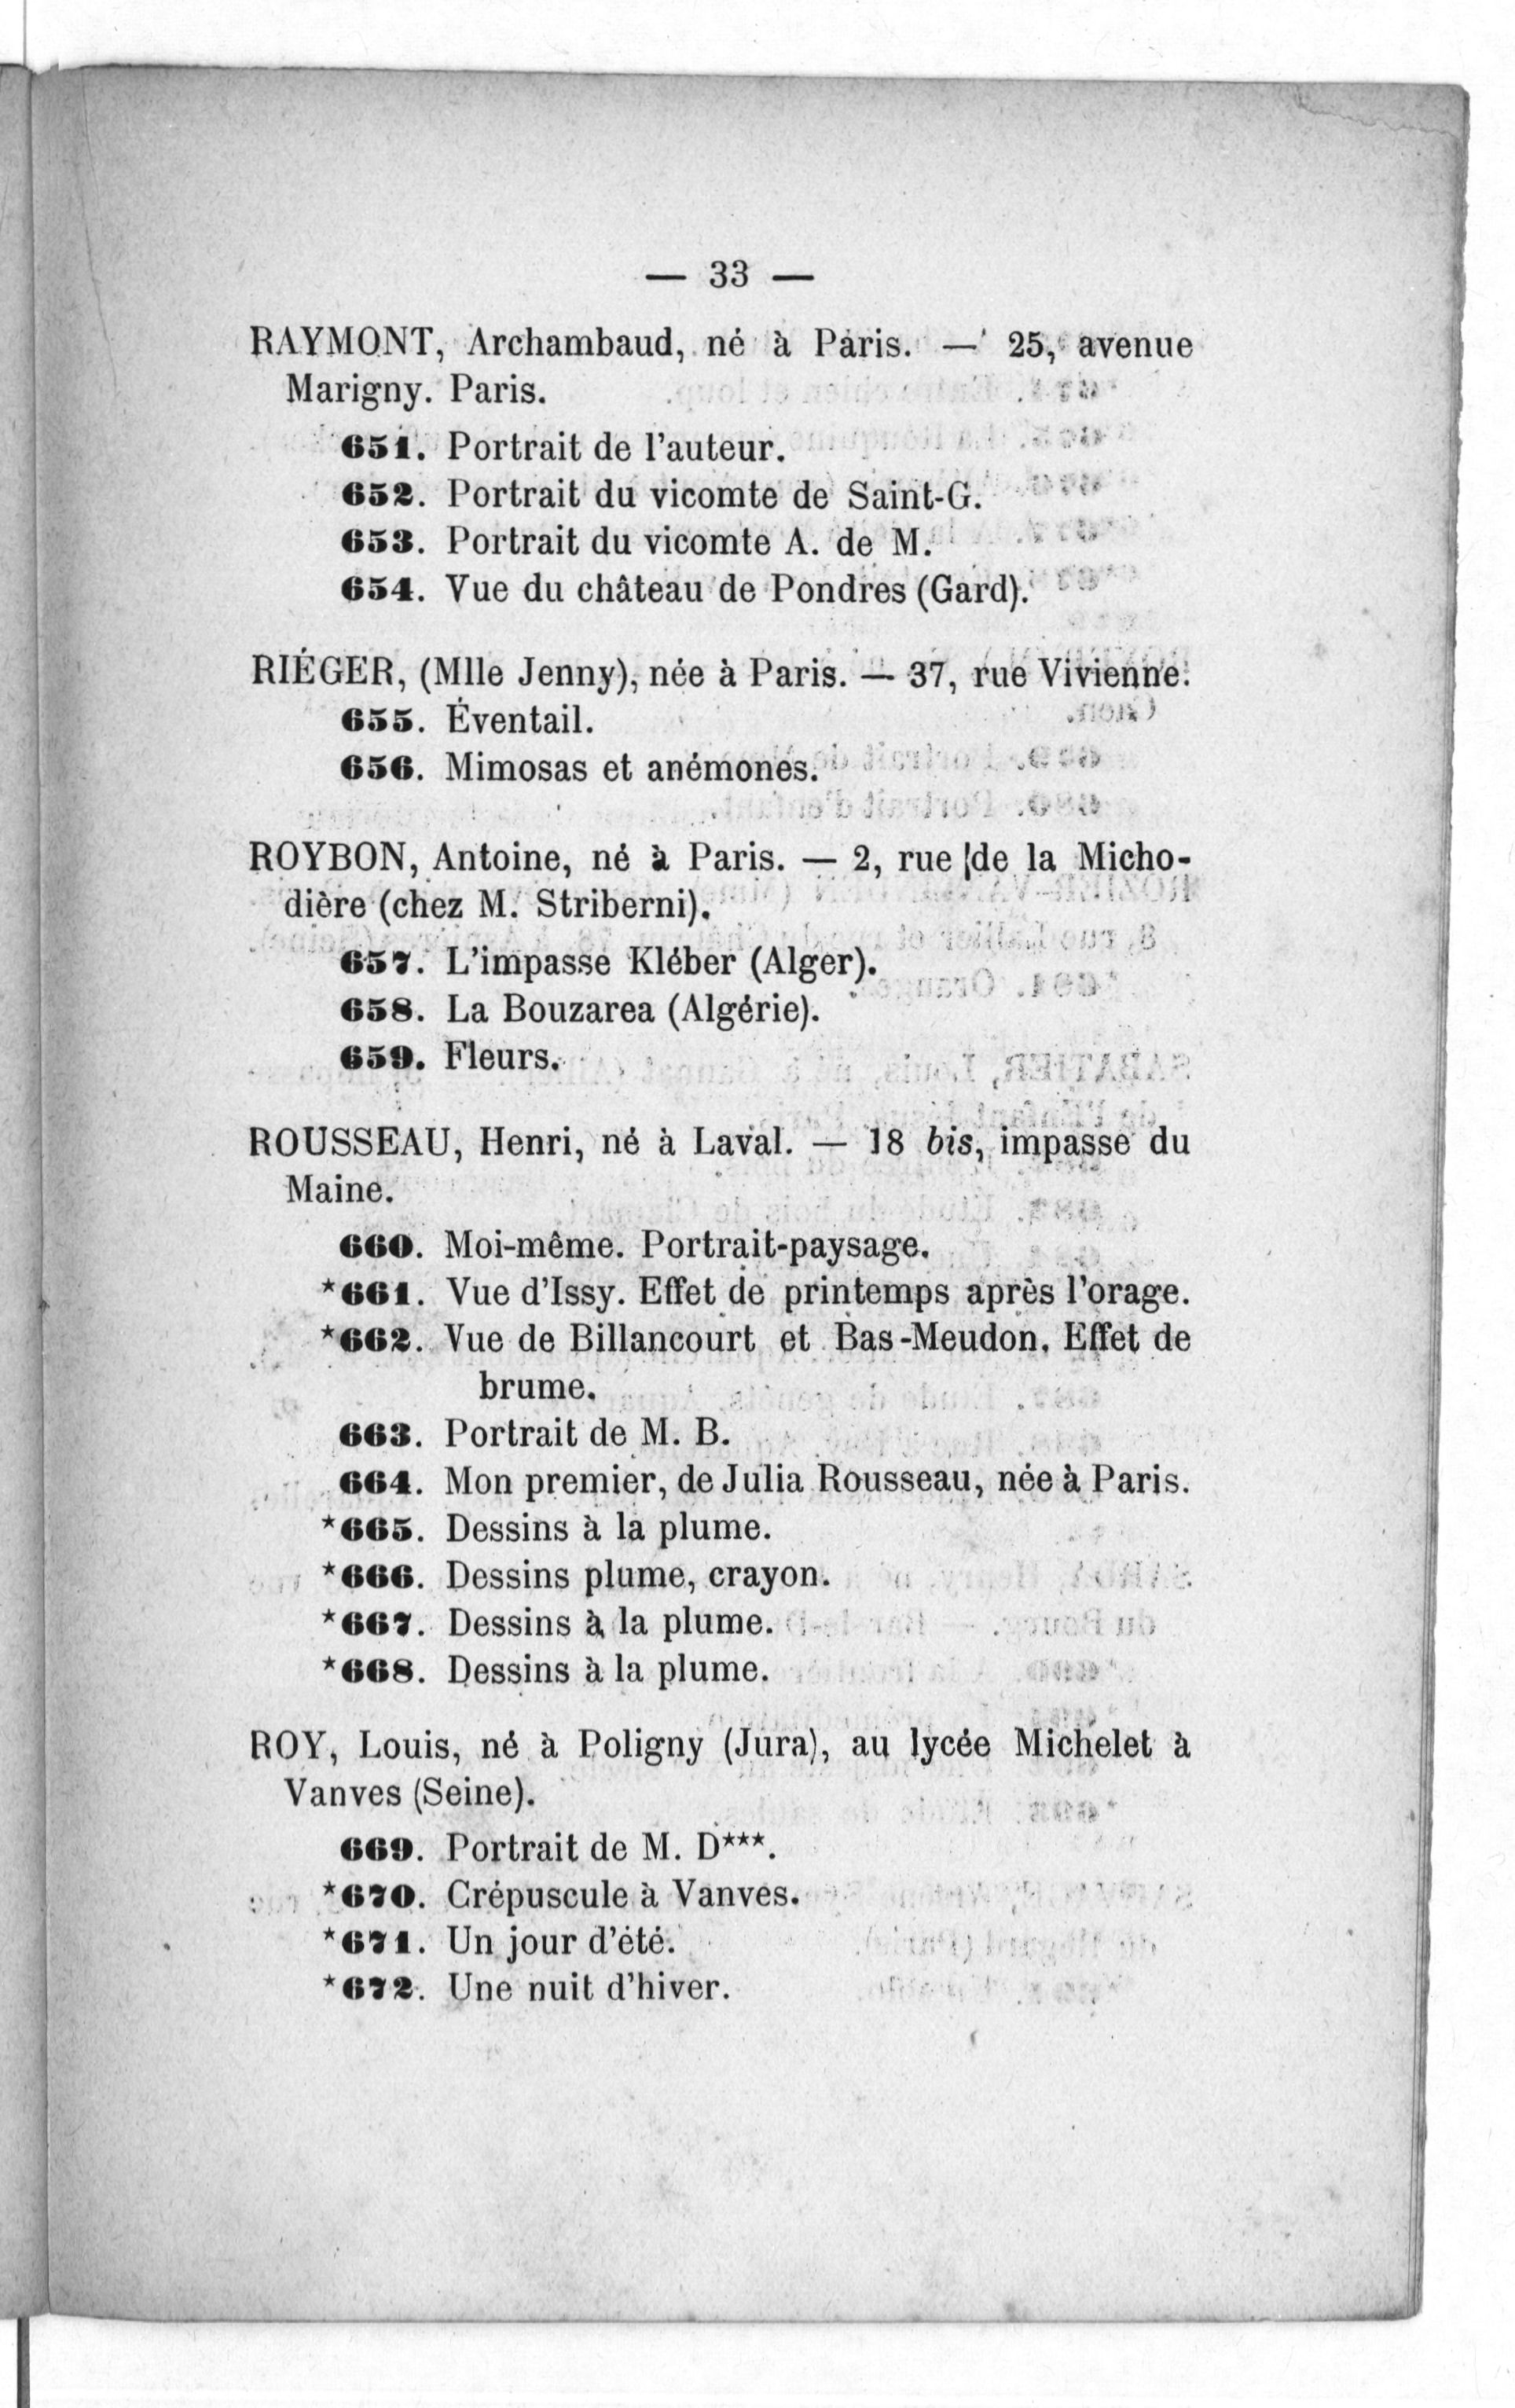 — 33 —
RAYMONT, Archambaud, né à Paris. — 25, avenue
Marigny. Paris.
651. Portrait de l'auteur.
652. Portrait du vicomte de Saint-G.
653. Portrait du vicomte A. de M.
654. Vue du château de Pondres (Gard).
RIÉGER, (Mlle Jenny), née à Paris. — 37, rue Vivienne.
655. Éventail.
656. Mimosas et anémones.
ROYBON, Antoine, né à Paris. — 2, rue de la Micho-
dière (chez M. Striberni).
657. L'impasse Kléber (Alger).
658. La Bouzarea (Algérie).
659. Fleurs.
ROUSSEAU, Henri, né à Laval. — 18 bis, impasse du
Maine.
660. Moi-même. Portrait-paysage.
*661. Vue d'Issy. Effet de printemps après l'orage.
*662. Vue de Billancourt et Bas-Meudon. Effet de
brume.
663. Portrait de M. B.
664. Mon premier, de Julia Rousseau, née à Paris.
*665. Dessins à la plume.
*666. Dessins plume, crayon.
*667. Dessins à la plume.
*668. Dessins à la plume.
ROY, Louis, né à Poligny (Jura), au lycée Michelet à
Vanves (Seine).
669. Portrait de M. D***.
*670. Crépuscule à Vanves.
*671. Un jour d'été.
*672. Une nuit d'hiver.